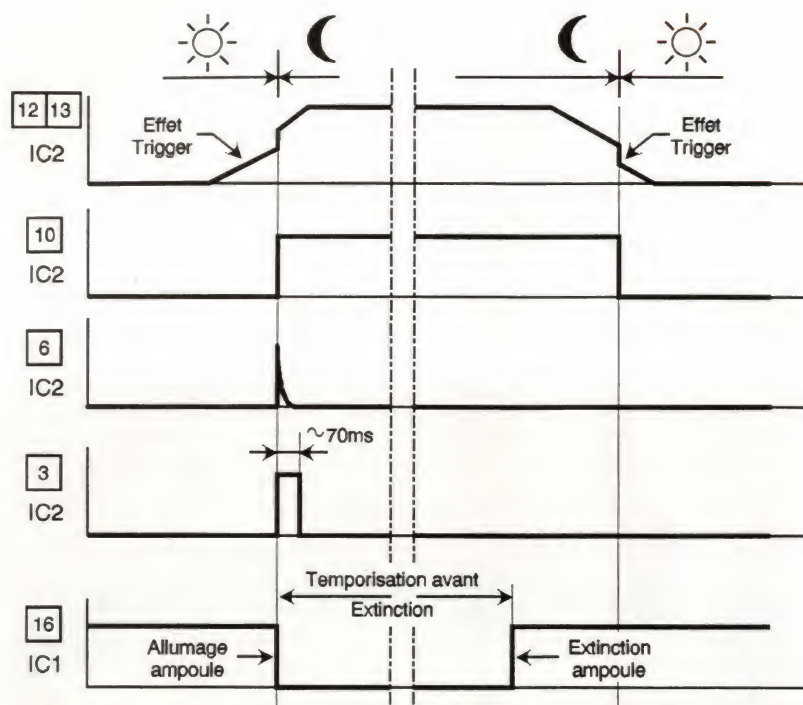 12 13
IC2
Effet
Trigger
Effet
Trigger
10
IC2
6
IC2
~70ms
3
IC2
Temporisation avant
Extinction
16
IC1
Allumage
ampoule
Extinction
ampoule